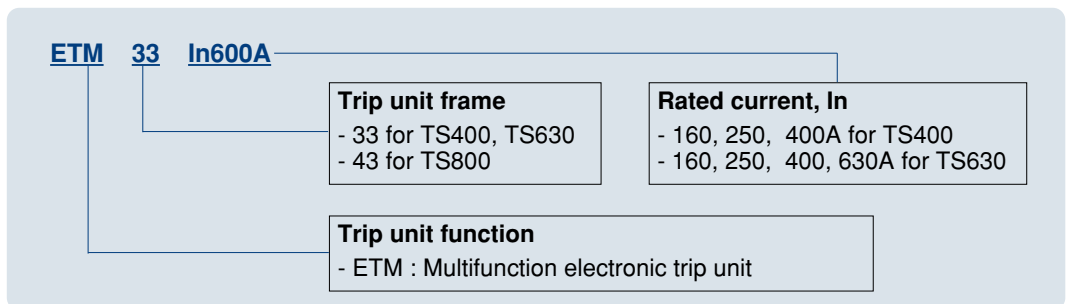 ETM 33 In600A
Trip unit frame
- 33 for TS400, TS630
- 43 for TS800
Rated current, In
- 160, 250, 400A for TS400
- 160, 250, 400, 630A for TS630
Trip unit function
- ETM : Multifunction electronic trip unit